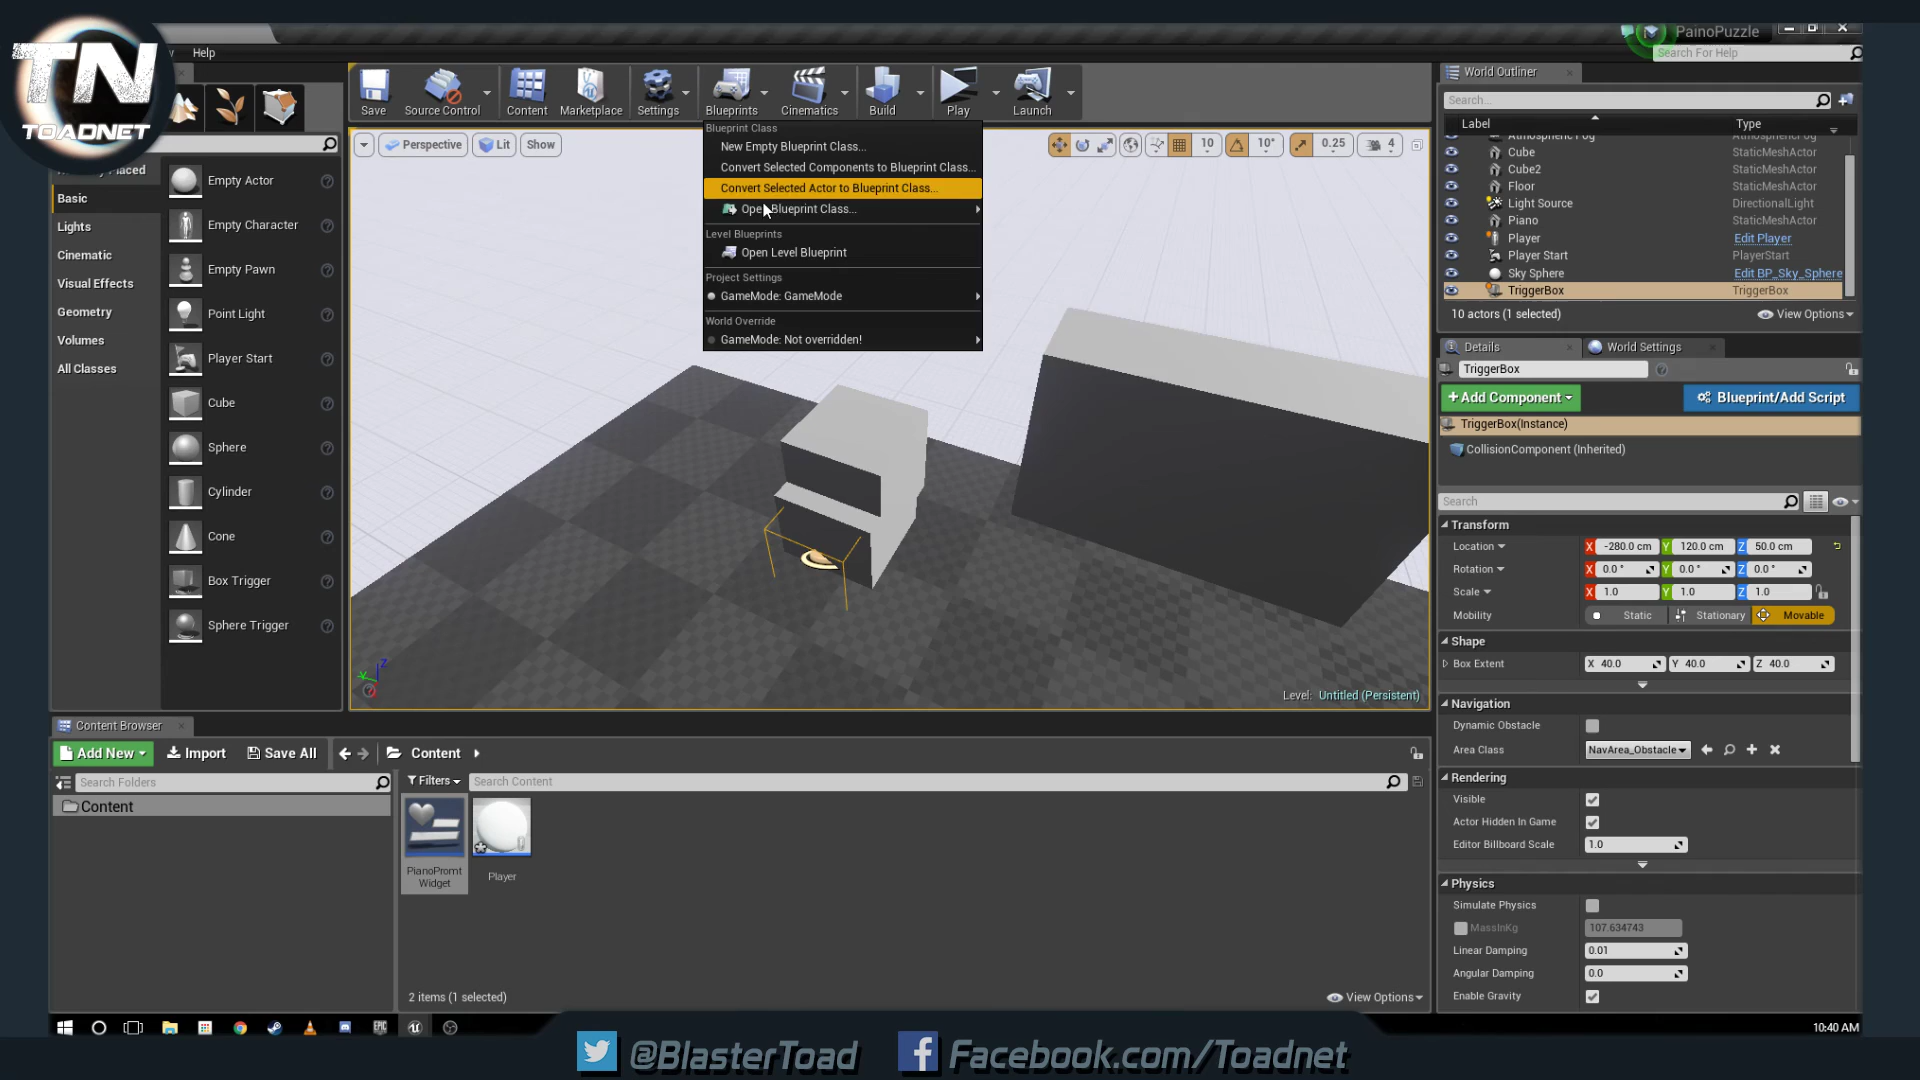 TN
TOADNET
Help
PainoPuzzle
Search For Help
Save
Source Control
Content
Marketplace
Settings
Blueprints
Cinematics
Build
Play
Launch
Perspective
Lit
Show
10
10°
0.25
4
Placed
Basic
Lights
Cinematic
Visual Effects
Geometry
Volumes
All Classes
Empty Actor
Empty Character
Empty Pawn
Point Light
Player Start
Cube
Sphere
Cylinder
Cone
Box Trigger
Sphere Trigger
Blueprint Class
New Empty Blueprint Class...
Convert Selected Components to Blueprint Class...
Convert Selected Actor to Blueprint Class...
Open Blueprint Class...
Level Blueprints
Open Level Blueprint
Project Settings
GameMode: GameMode
World Override
GameMode: Not overridden!
Level: Untitled (Persistent)
World Outliner
Search...
Label Type
Atmospheric Fog
Cube StaticMeshActor
Cube2 StaticMeshActor
Floor StaticMeshActor
Light Source DirectionalLight
Piano StaticMeshActor
Player Edit Player
Player Start PlayerStart
Sky Sphere Edit BP_Sky_Sphere
TriggerBox TriggerBox
10 actors (1 selected) View Options
Details World Settings
TriggerBox
+Add Component Blueprint/Add Script
TriggerBox(Instance)
CollisionComponent (Inherited)
Search
Transform
Location X -280.0 cm Y 120.0 cm Z 50.0 cm
Rotation X 0.0 ° Y 0.0 ° Z 0.0 °
Scale X 1.0 Y 1.0 Z 1.0
Mobility Static Stationary Movable
Shape
Box Extent X 40.0 Y 40.0 Z 40.0
Navigation
Dynamic Obstacle
Area Class NavArea_Obstacle
Rendering
Visible
Actor Hidden In Game
Editor Billboard Scale 1.0
Physics
Simulate Physics
MassInKg 107.634743
Linear Damping 0.01
Angular Damping 0.0
Enable Gravity
Content Browser
Add New Import Save All Content
Search Folders
Filters Search Content
Content
PianoPromt
Widget
Player
2 items (1 selected) View Options
10:40 AM
@BlasterToad Facebook.com/Toadnet